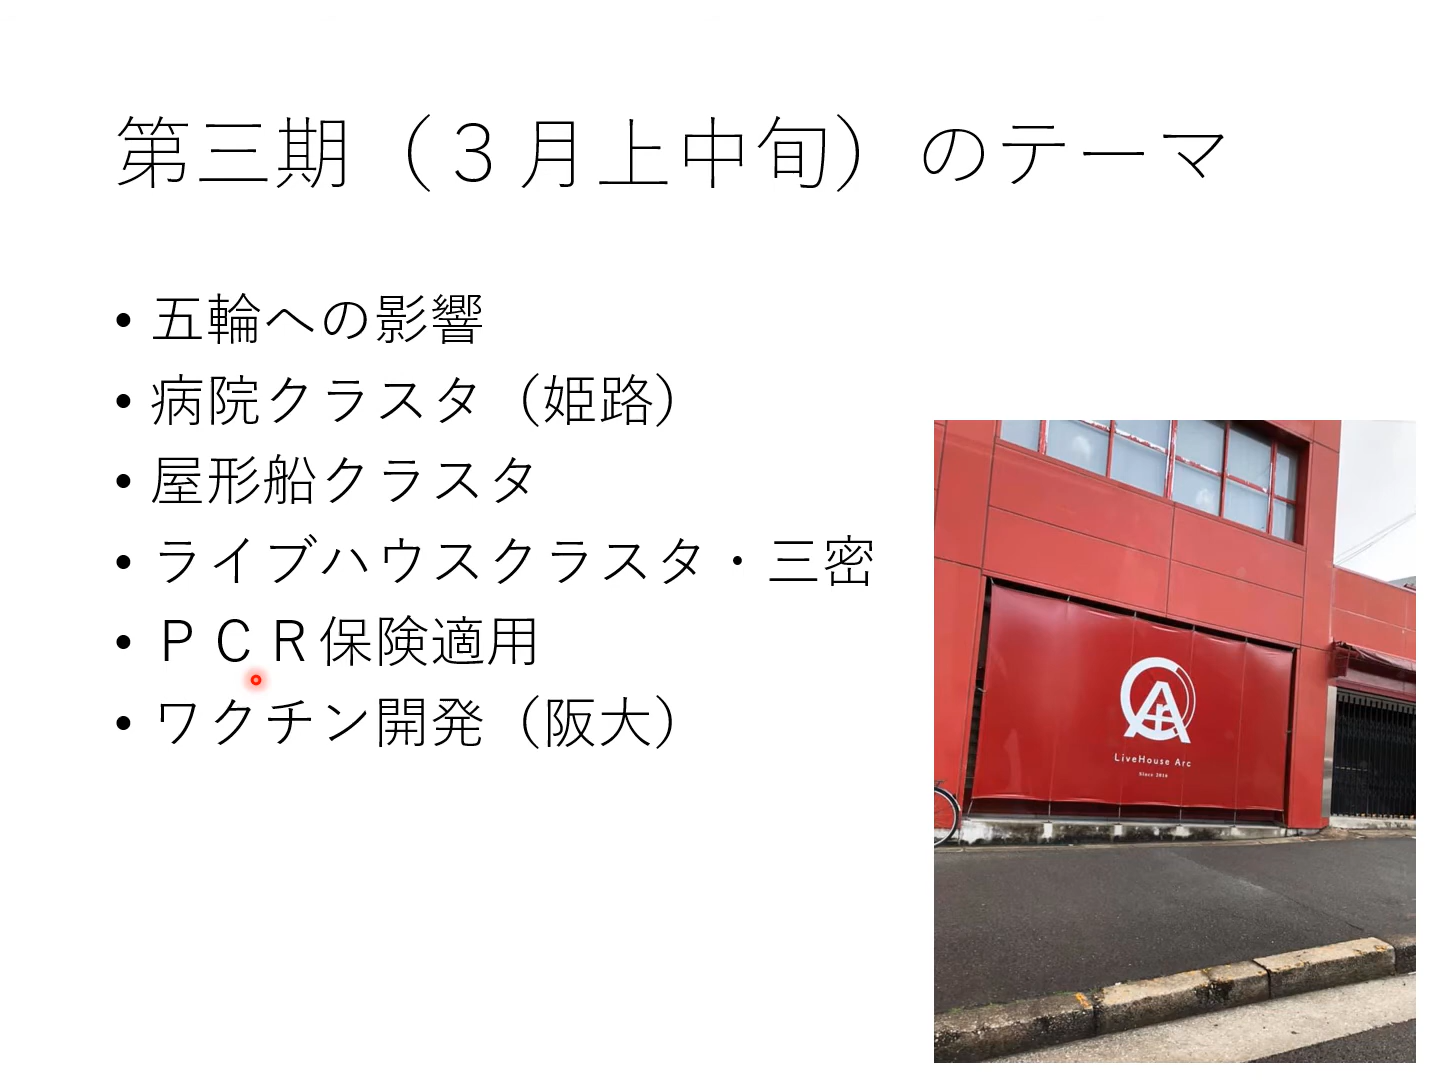 第三期（３月上中旬）のテーマ
• 五輪への影響
• 病院クラスタ（姫路）
• 屋形船クラスタ
• ライブハウスクラスタ・三密
• ＰＣＲ保険適用
• ワクチン開発（阪大）
Arc
LiveHouse Arc